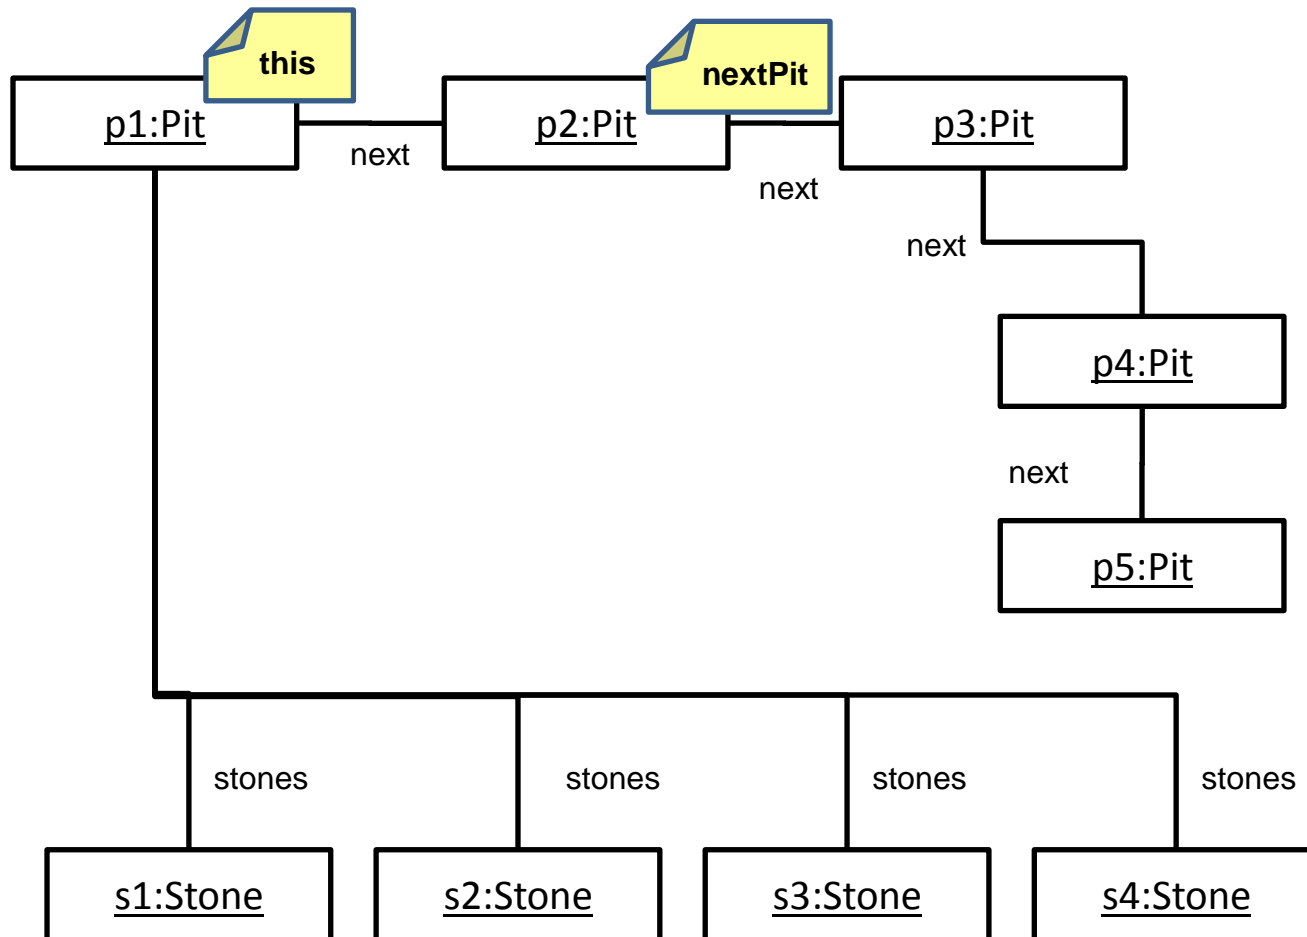 this
nextPit
p1:Pit
p2:Pit
p3:Pit
next
next
next
p4:Pit
next
p5:Pit
stones
stones
stones
stones
s1:Stone
s2:Stone
s3:Stone
s4:Stone